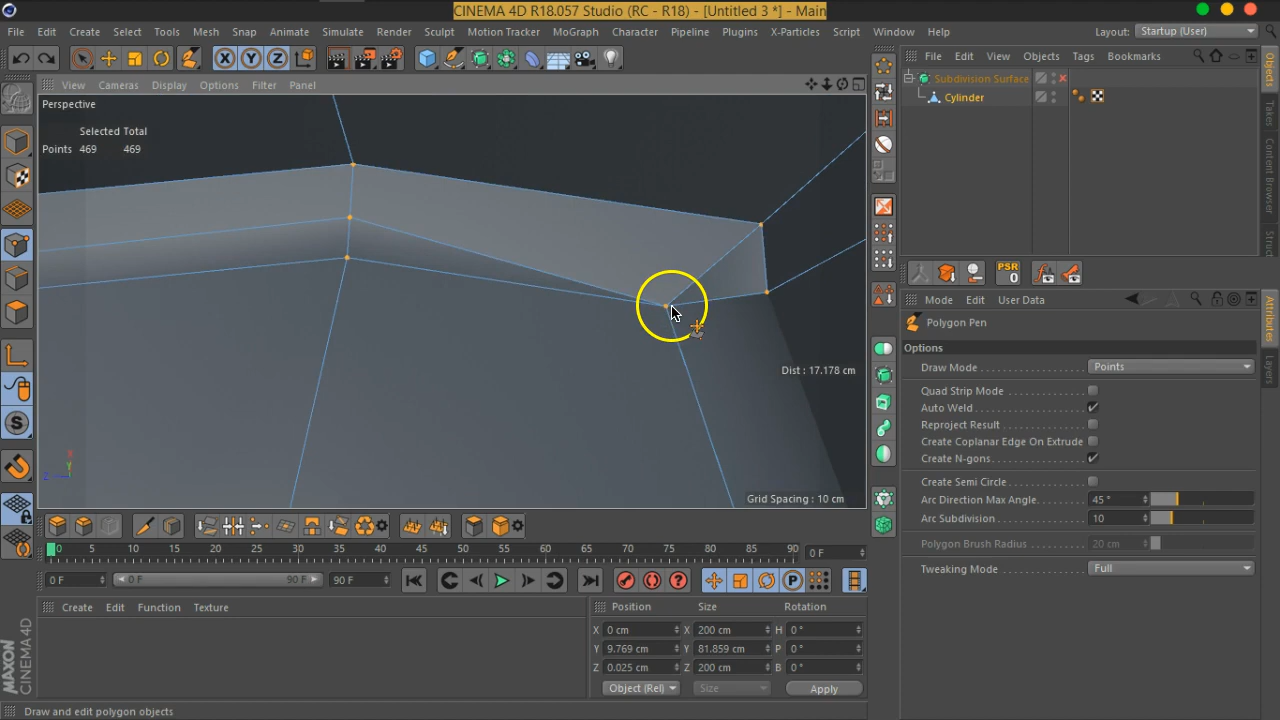 CINEMA 4D R18.057 Studio (RC - R18) - [Untitled 3 *] - Main
File Edit Create Select Tools Mesh Snap Animate Simulate Render Sculpt Motion Tracker MoGraph Character Pipeline Plugins X-Particles Script Window Help Layout: Startup (User)
X Y Z
View Cameras Display Options Filter Panel
File Edit View Objects Tags Bookmarks
Perspective
Subdivision Surface
Cylinder
Selected Total
Points 469 469
Objects
Takes
Content Browser
Struct
PSR
0
Mode Edit User Data
Polygon Pen
Options
Draw Mode Points
Quad Strip Mode
Auto Weld
Reproject Result
Create Coplanar Edge On Extrude
Create N-gons
Create Semi Circle
Arc Direction Max Angle. 45 °
Arc Subdivision 10
Polygon Brush Radius 20 cm
Tweaking Mode Full
Attributes
Layers
Dist : 17.178 cm
X
Y
Z
Grid Spacing : 10 cm
S
0 5 10 15 20 25 30 35 40 45 50 55 60 65 70 75 80 85 90 0 F
0 F 0 F 90 F 90 F
P
Create Edit Function Texture
Position Size Rotation
X 0 cm X 200 cm H 0 °
Y 9.769 cm Y 81.859 cm P 0 °
Z 0.025 cm Z 200 cm B 0 °
Object (Rel) Size Apply
MAXON
CINEMA 4D
Draw and edit polygon objects